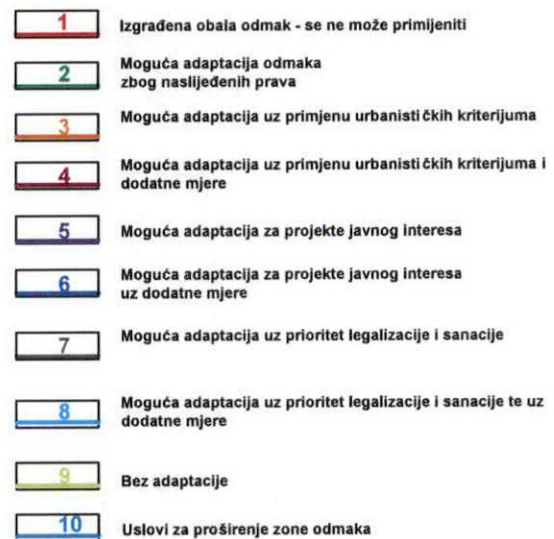 1 Izgrađena obala odmak - se ne može primijeniti
2 Moguća adaptacija odmaka
zbog naslijeđenih prava
3 Moguća adaptacija uz primjenu urbanističkih kriterijuma
4 Moguća adaptacija uz primjenu urbanističkih kriterijuma i
dodatne mjere
5 Moguća adaptacija za projekte javnog interesa
6 Moguća adaptacija za projekte javnog interesa
uz dodatne mjere
7 Moguća adaptacija uz prioritet legalizacije i sanacije
8 Moguća adaptacija uz prioritet legalizacije i sanacije te uz
dodatne mjere
9 Bez adaptacije
10 Uslovi za proširenje zone odmaka